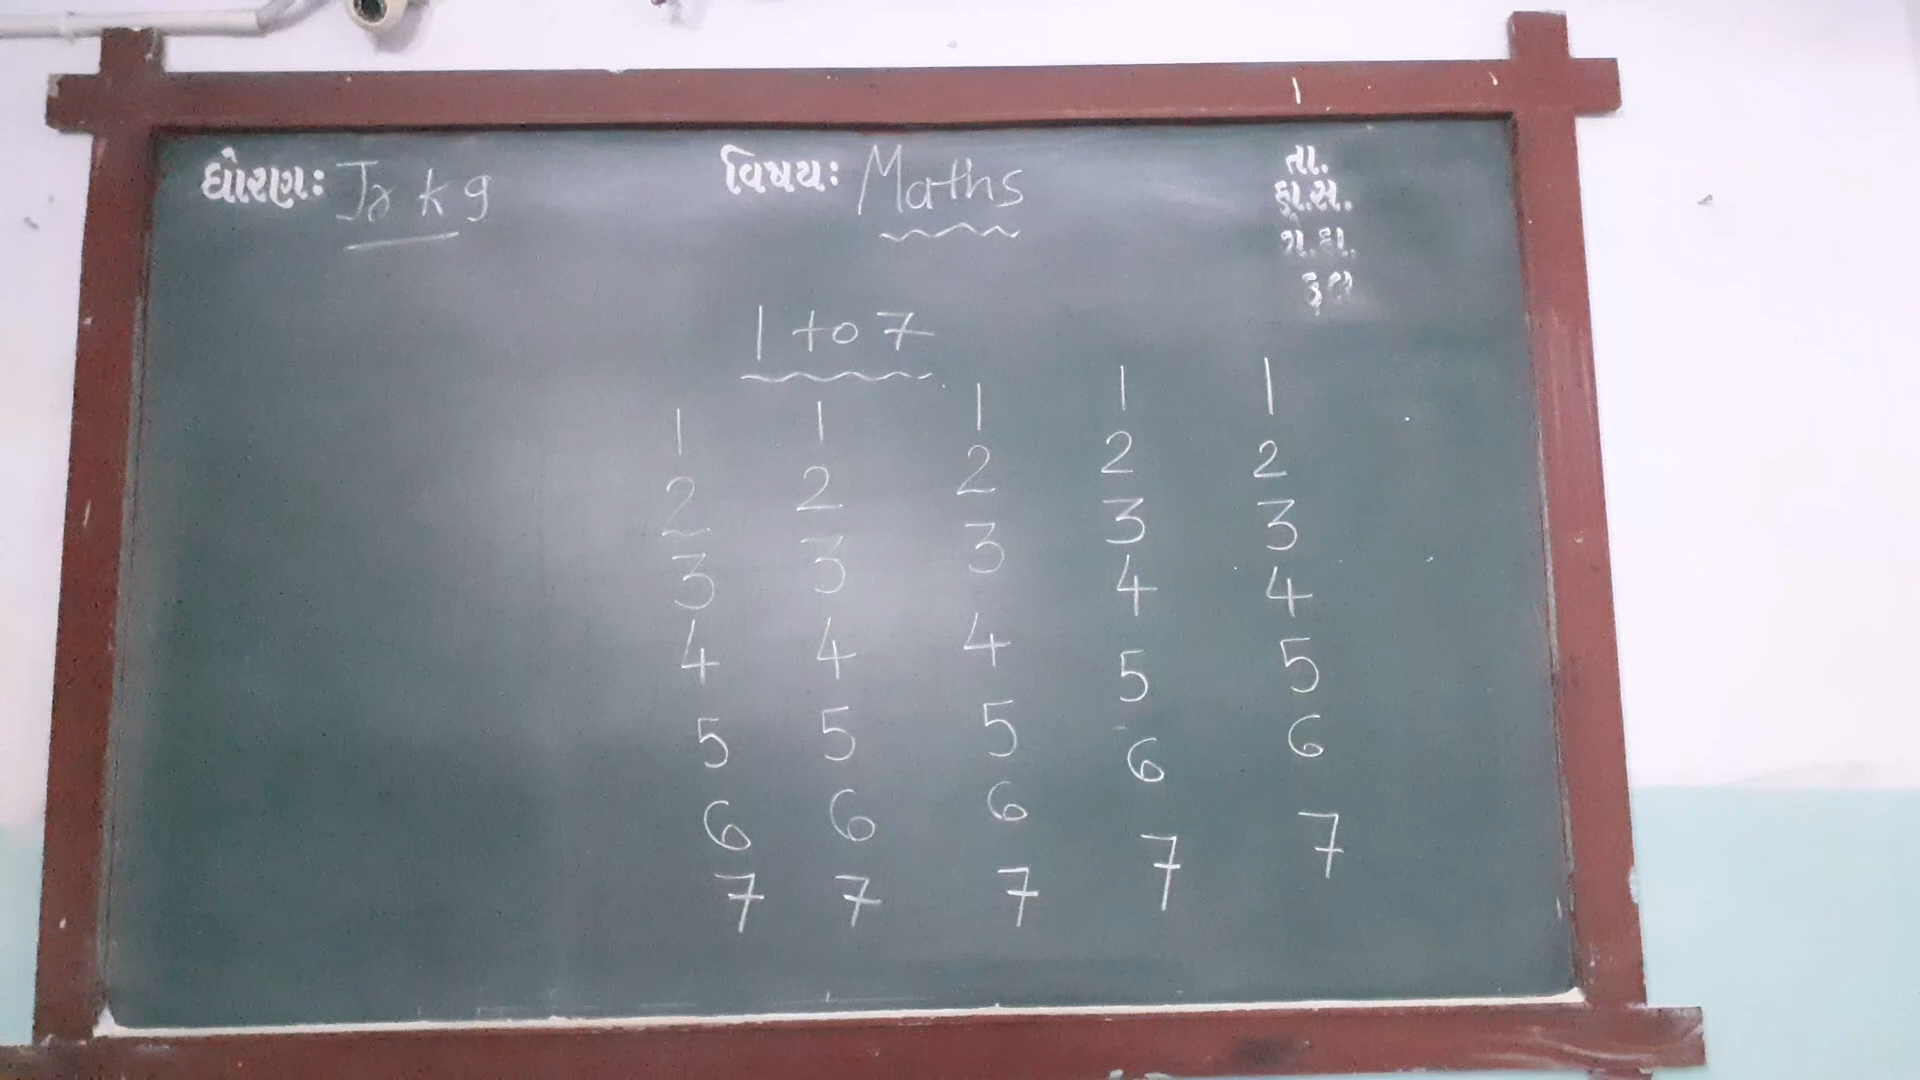 ધોરણ: Jr kg વિષય: Maths તા.
કા.સ.
ગે.હા.
કુલ
1 to 7
1 1 1 1 1
2 2 2 2 2
3 3 3 3 3
4 4 4 4 4
5 5 5 5 5
6 6 6 6 6
7 7 7 7 7